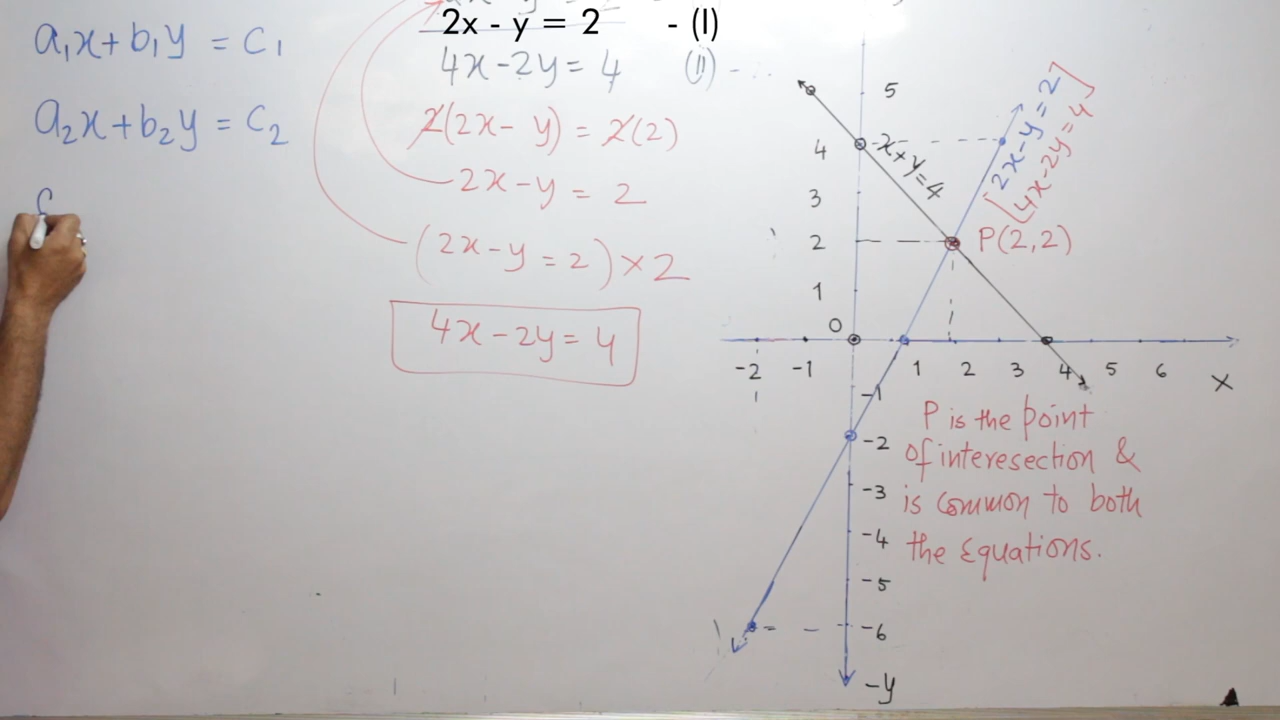 a₁x + b₁y = c₁
a₂x + b₂y = c₂
2x - y = 2 - (I)
4x - 2y = 4 (II) - ...
2(2x - y) = 2(2)
2x - y = 2
(2x - y = 2) × 2
4x - 2y = 4
5
4
3
2
1
0
-2 -1 1 2 3 4 5 6 X
-1
-2
-3
-4
-5
-6
-y
x + y = 4
[2x - y = 2
4x - 2y = 4]
P(2,2)
P is the point
of interesection &
is common to both
the Equations.